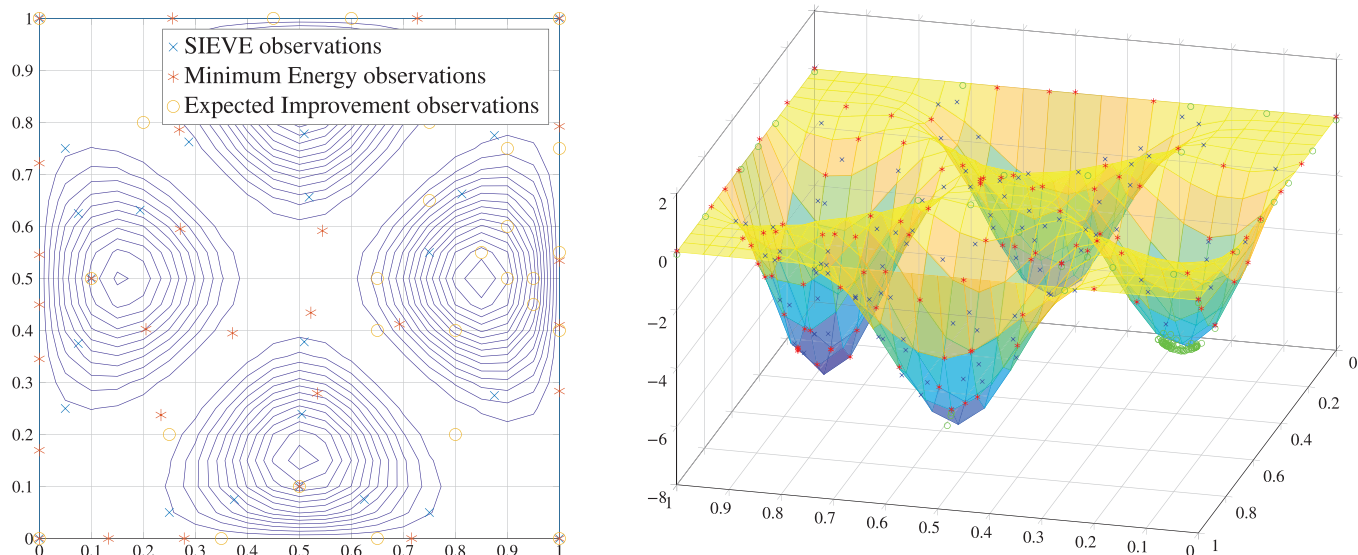 1
0.9
0.8
0.7
0.6
0.5
0.4
0.3
0.2
0.1
0
0 0.1 0.2 0.3 0.4 0.5 0.6 0.7 0.8 0.9 1
SIEVE observations
Minimum Energy observations
Expected Improvement observations
2
0
−2
−4
−6
−8
1 0.9 0.8 0.7 0.6 0.5 0.4 0.3 0.2 0.1 0
1 0.8 0.6 0.4 0.2 0